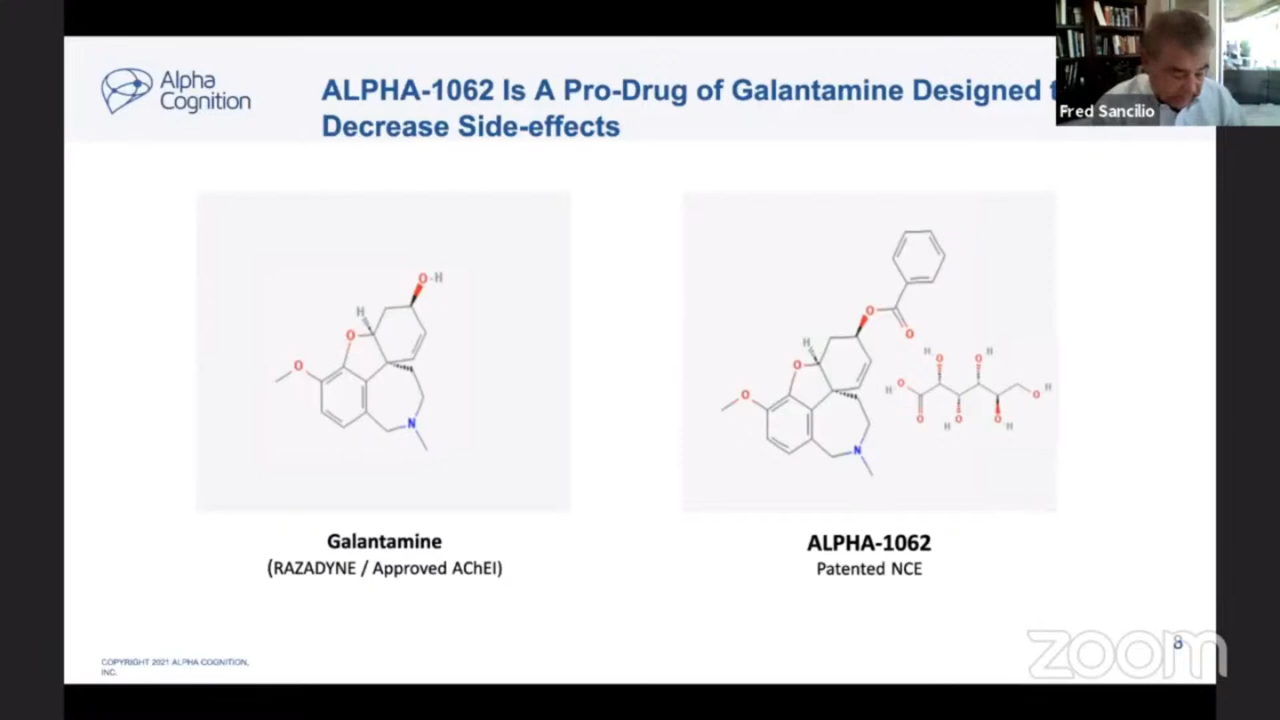 Alpha
Cognition
ALPHA-1062 Is A Pro-Drug of Galantamine Designed
Decrease Side-effects
Fred Sancilio
O-H
H
O
O
N
O
O
H
O
O
N
H
O
H
O
H
O
O
O
H
O
H
O
H
Galantamine
(RAZADYNE / Approved AChEI)
ALPHA-1062
Patented NCE
COPYRIGHT 2021 ALPHA COGNITION,
INC.
8
zoom